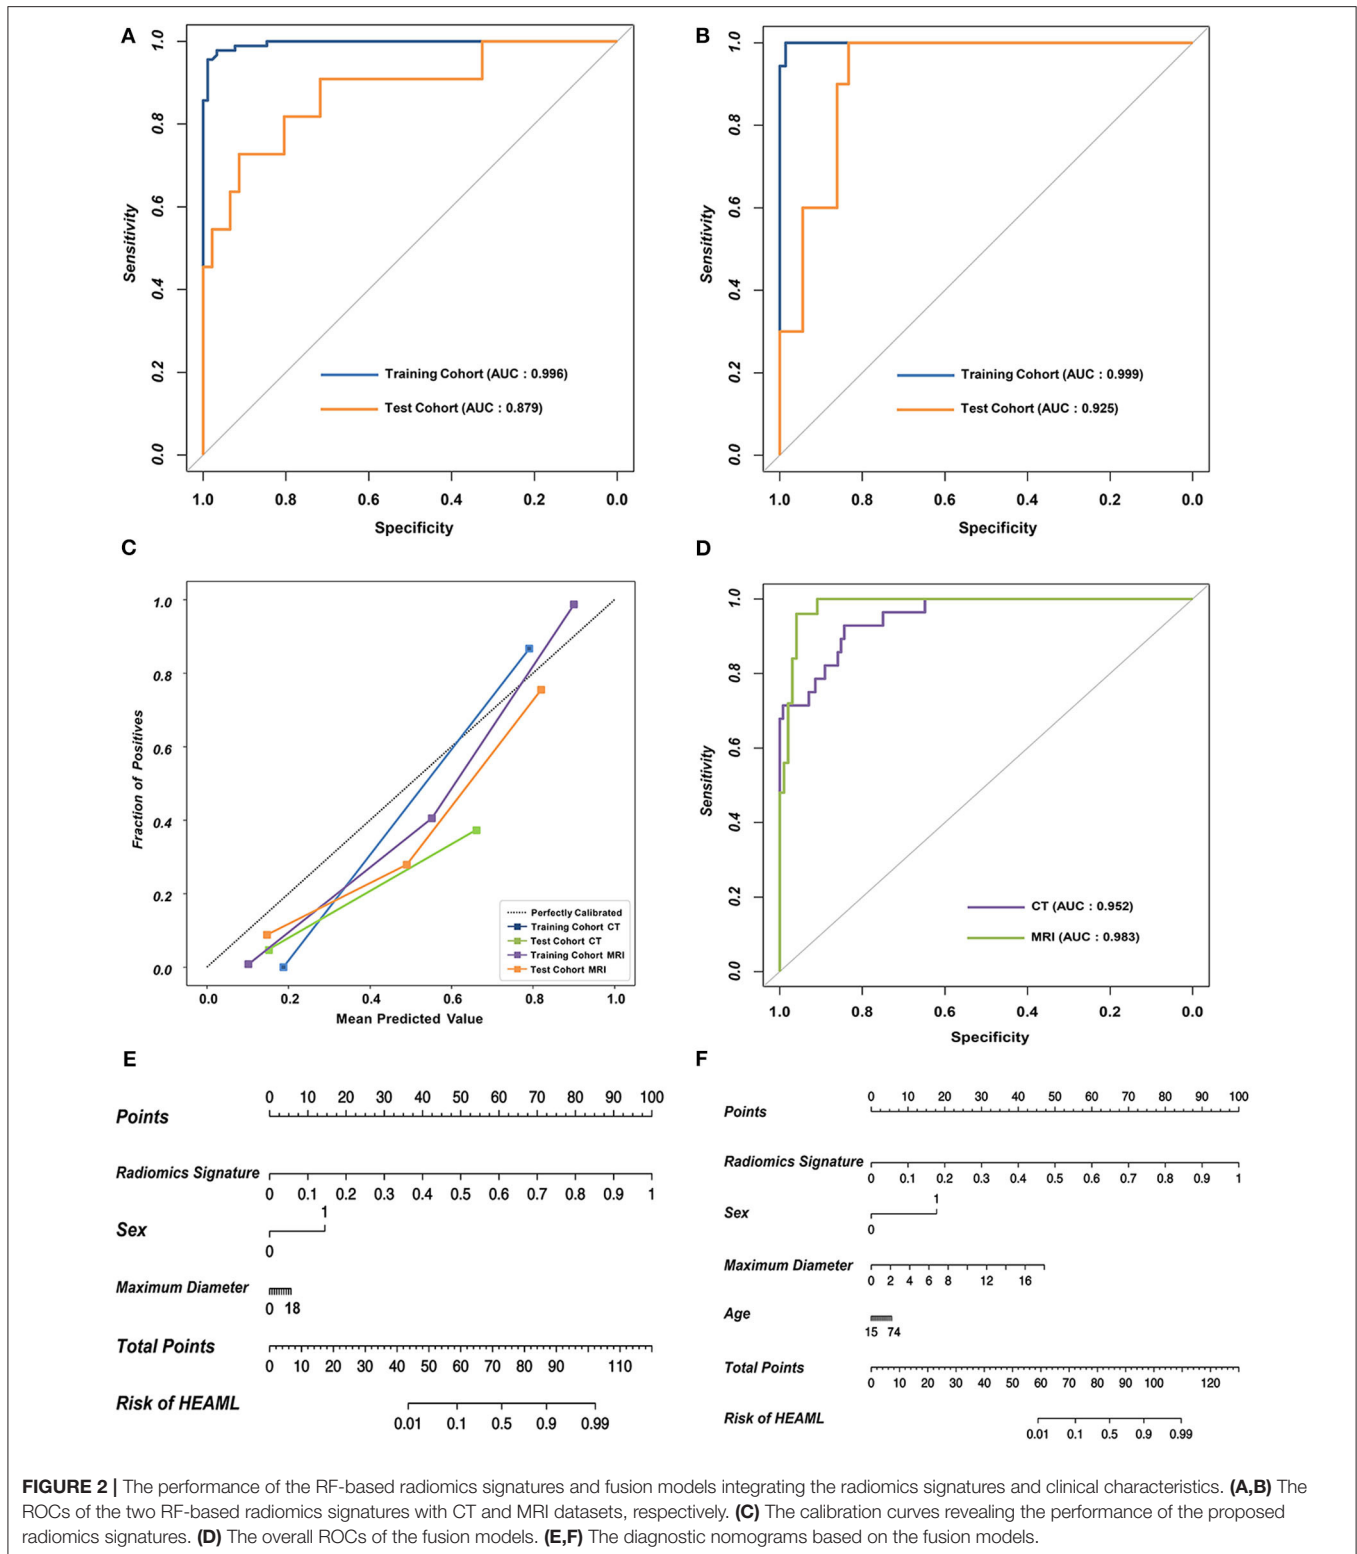 A
1.0
0.8
0.6
0.4
0.2
0.0
Sensitivity
Training Cohort (AUC : 0.996)
Test Cohort (AUC : 0.879)
1.0 0.8 0.6 0.4 0.2 0.0
Specificity
B
1.0
0.8
0.6
0.4
0.2
0.0
Sensitivity
Training Cohort (AUC : 0.999)
Test Cohort (AUC : 0.925)
1.0 0.8 0.6 0.4 0.2 0.0
Specificity
C
1.0
0.8
0.6
0.4
0.2
0.0
Fraction of Positives
Perfectly Calibrated
Training Cohort CT
Test Cohort CT
Training Cohort MRI
Test Cohort MRI
0.0 0.2 0.4 0.6 0.8 1.0
Mean Predicted Value
D
1.0
0.8
0.6
0.4
0.2
0.0
Sensitivity
CT (AUC : 0.952)
MRI (AUC : 0.983)
1.0 0.8 0.6 0.4 0.2 0.0
Specificity
E
0 10 20 30 40 50 60 70 80 90 100
Points
Radiomics Signature
0 0.1 0.2 0.3 0.4 0.5 0.6 0.7 0.8 0.9 1
1
Sex
0
Maximum Diameter
0 18
Total Points
0 10 20 30 40 50 60 70 80 90 110
Risk of HEAML
0.01 0.1 0.5 0.9 0.99
F
0 10 20 30 40 50 60 70 80 90 100
Points
Radiomics Signature
0 0.1 0.2 0.3 0.4 0.5 0.6 0.7 0.8 0.9 1
1
Sex
0
Maximum Diameter
0 2 4 6 8 12 16
Age
15 74
Total Points
0 10 20 30 40 50 60 70 80 90 100 120
Risk of HEAML
0.01 0.1 0.5 0.9 0.99
FIGURE 2 | The performance of the RF-based radiomics signatures and fusion models integrating the radiomics signatures and clinical characteristics. (A,B) The
ROCs of the two RF-based radiomics signatures with CT and MRI datasets, respectively. (C) The calibration curves revealing the performance of the proposed
radiomics signatures. (D) The overall ROCs of the fusion models. (E,F) The diagnostic nomograms based on the fusion models.